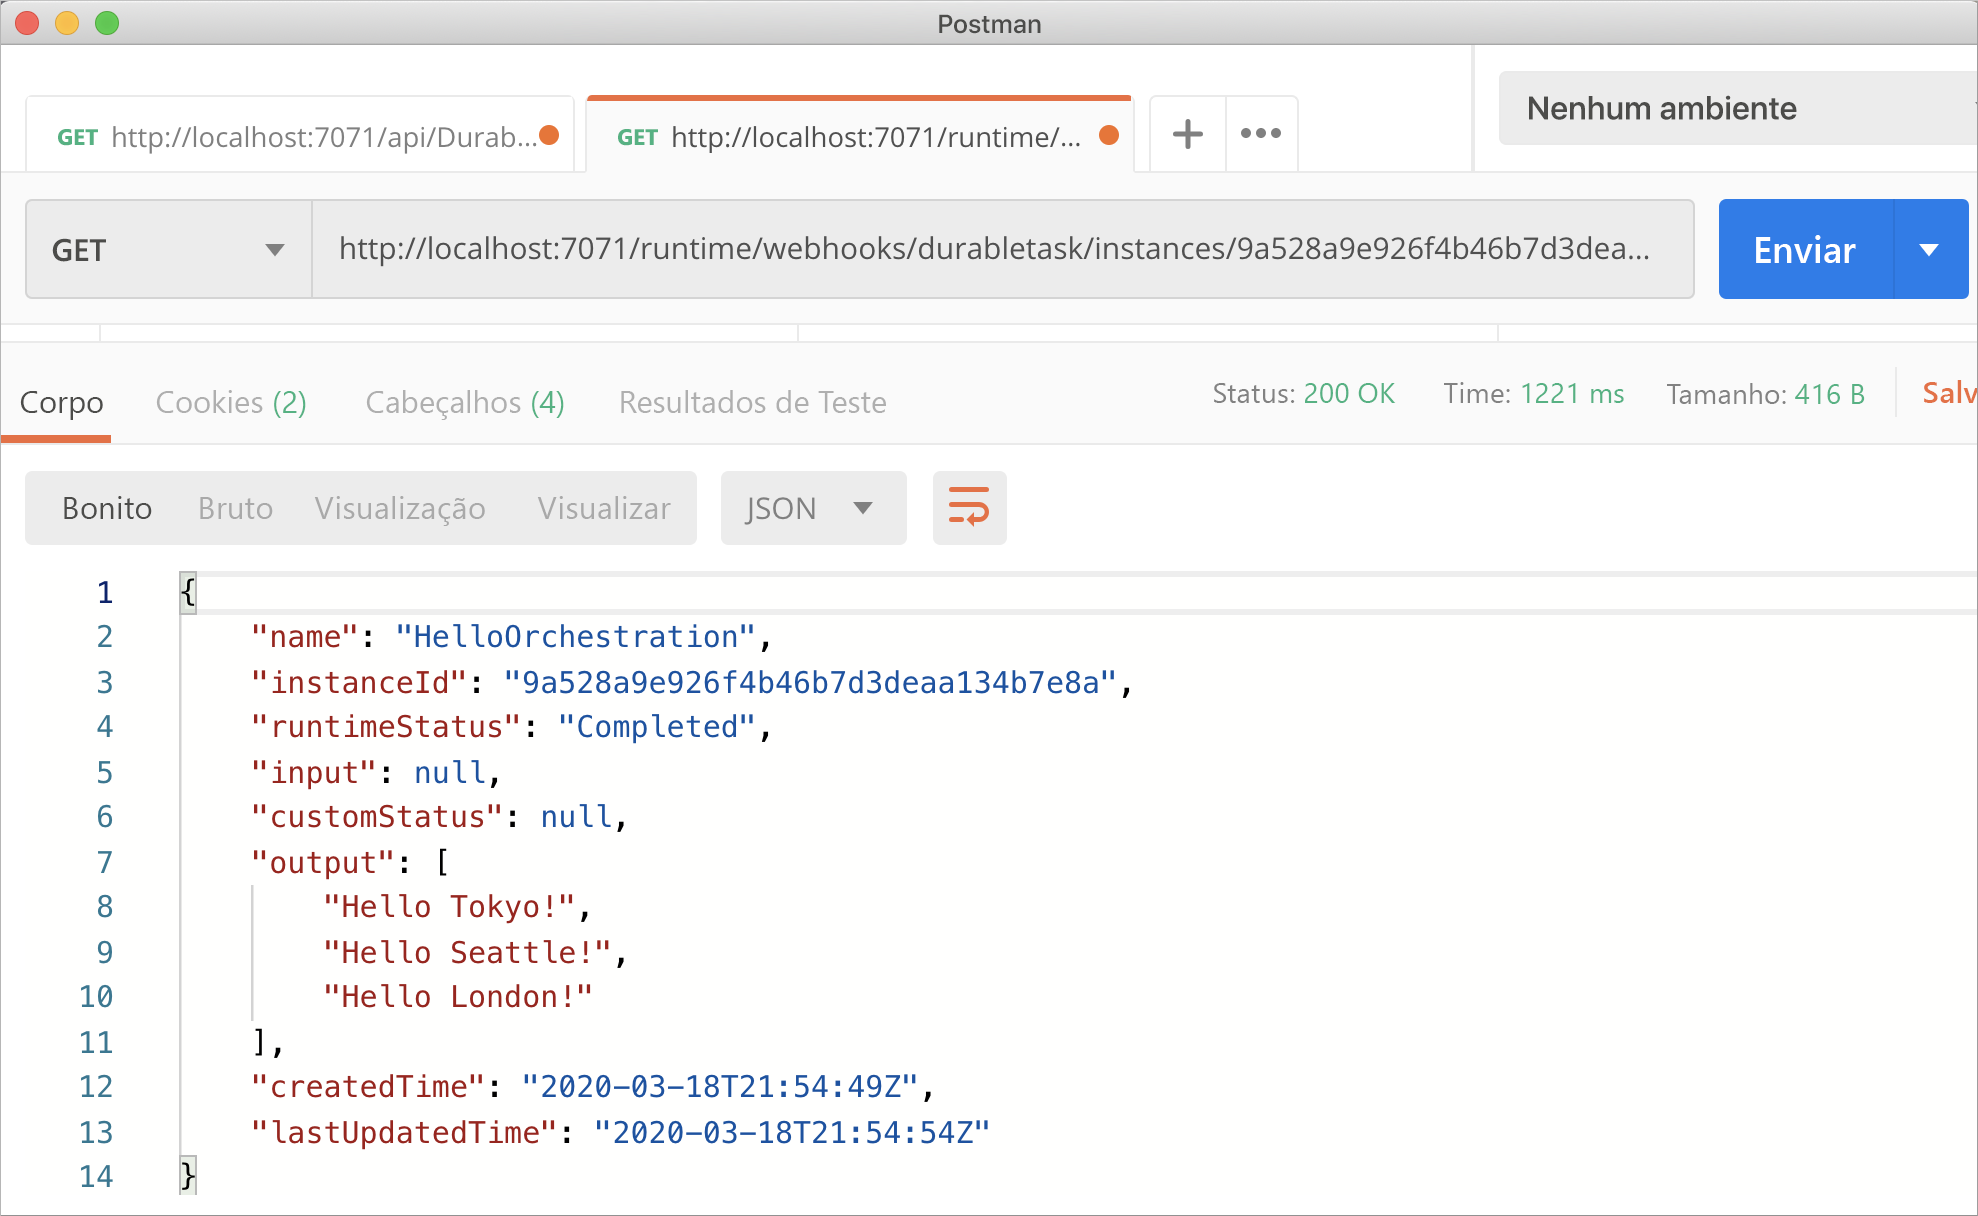 Postman
GET http://localhost:7071/api/Durab...
GET http://localhost:7071/runtime/...
Nenhum ambiente
GET
http://localhost:7071/runtime/webhooks/durabletask/instances/9a528a9e926f4b46b7d3dea...
Enviar
Corpo Cookies (2) Cabeçalhos (4) Resultados de Teste Status: 200 OK Time: 1221 ms Tamanho: 416 B Salv
Bonito Bruto Visualização Visualizar JSON
1 {
2 "name": "HelloOrchestration",
3 "instanceId": "9a528a9e926f4b46b7d3deaa134b7e8a",
4 "runtimeStatus": "Completed",
5 "input": null,
6 "customStatus": null,
7 "output": [
8 "Hello Tokyo!",
9 "Hello Seattle!",
10 "Hello London!"
11 ],
12 "createdTime": "2020-03-18T21:54:49Z",
13 "lastUpdatedTime": "2020-03-18T21:54:54Z"
14 }